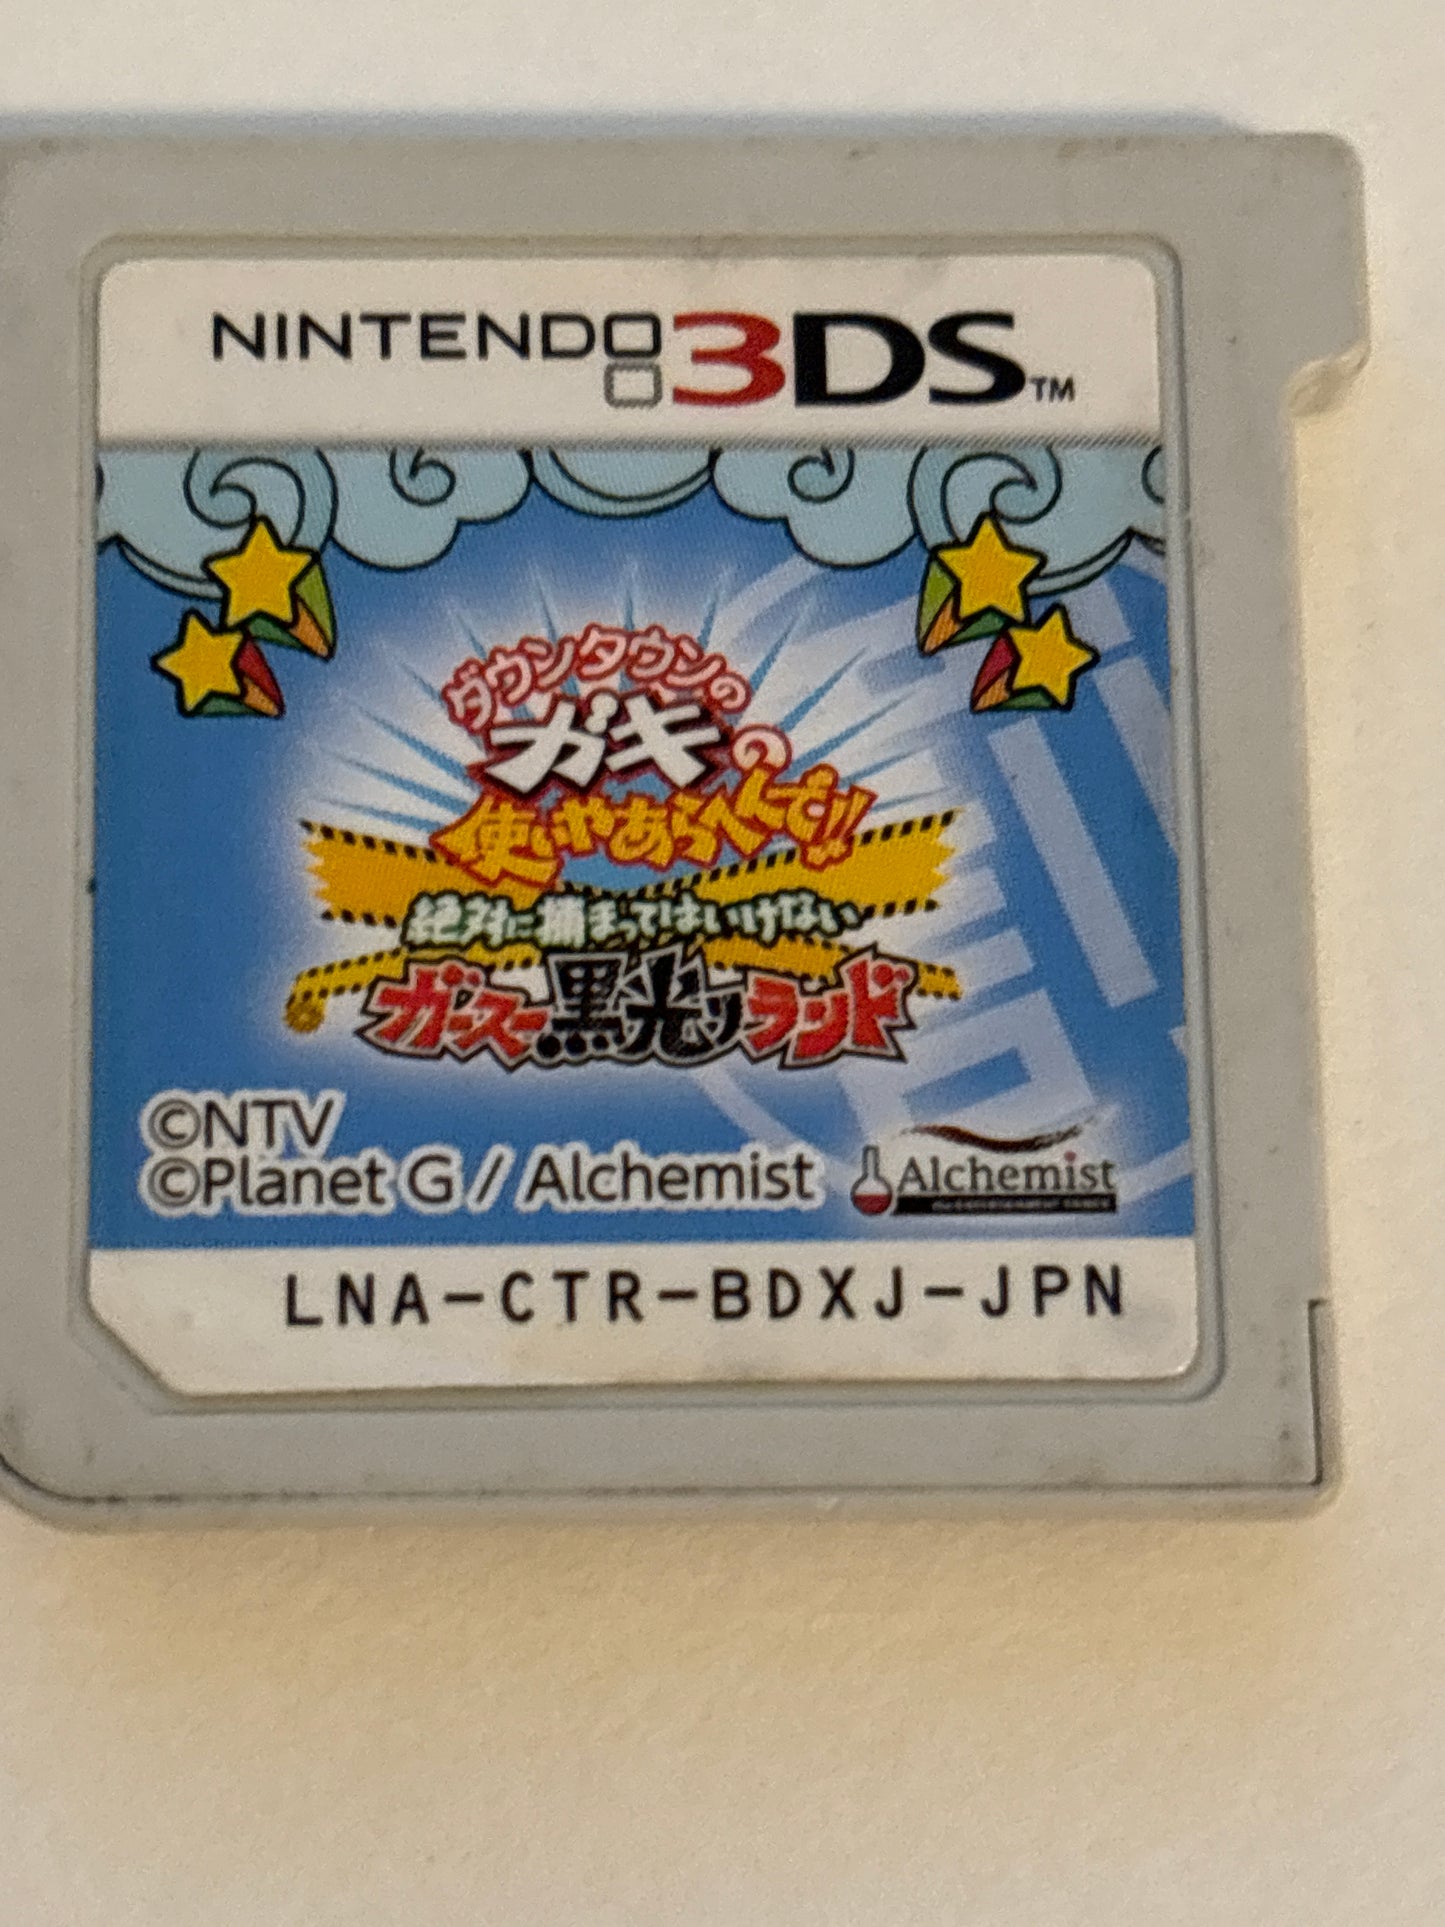 NINTENDO 3DS™
ダウンタウンの
ガキの
使いやあらへんで!!
絶対に捕まってはいけない
ガースー黒光りランド
©NTV
©Planet G / Alchemist
Alchemist
LNA-CTR-BDXJ-JPN